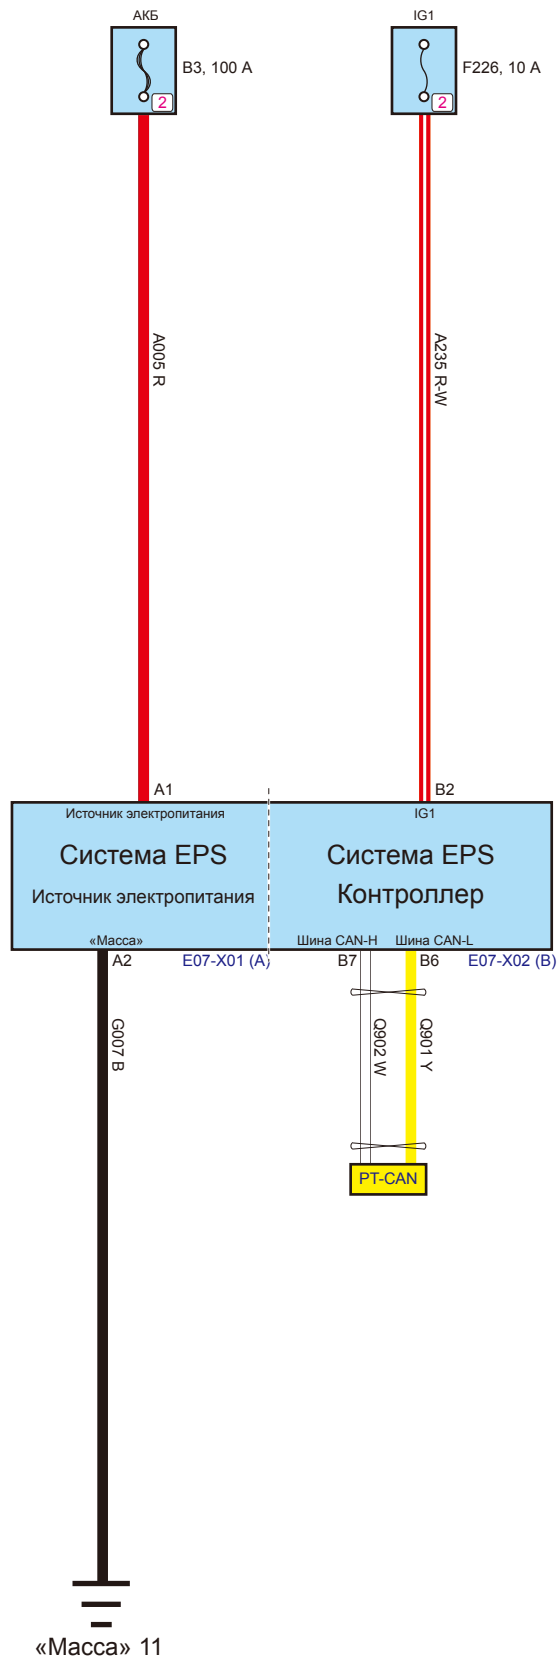 АКБ
IG1
B3, 100 A
F226, 10 A
2
2
A005 R
A235 R-W
A1
B2
Источник электропитания
IG1
Система EPS
Источник электропитания
Система EPS
Контроллер
«Масса»
Шина CAN-H
Шина CAN-L
A2
E07-X01 (A)
B7
B6
E07-X02 (B)
G007 B
Q902 W
Q901 Y
PT-CAN
«Масса» 11